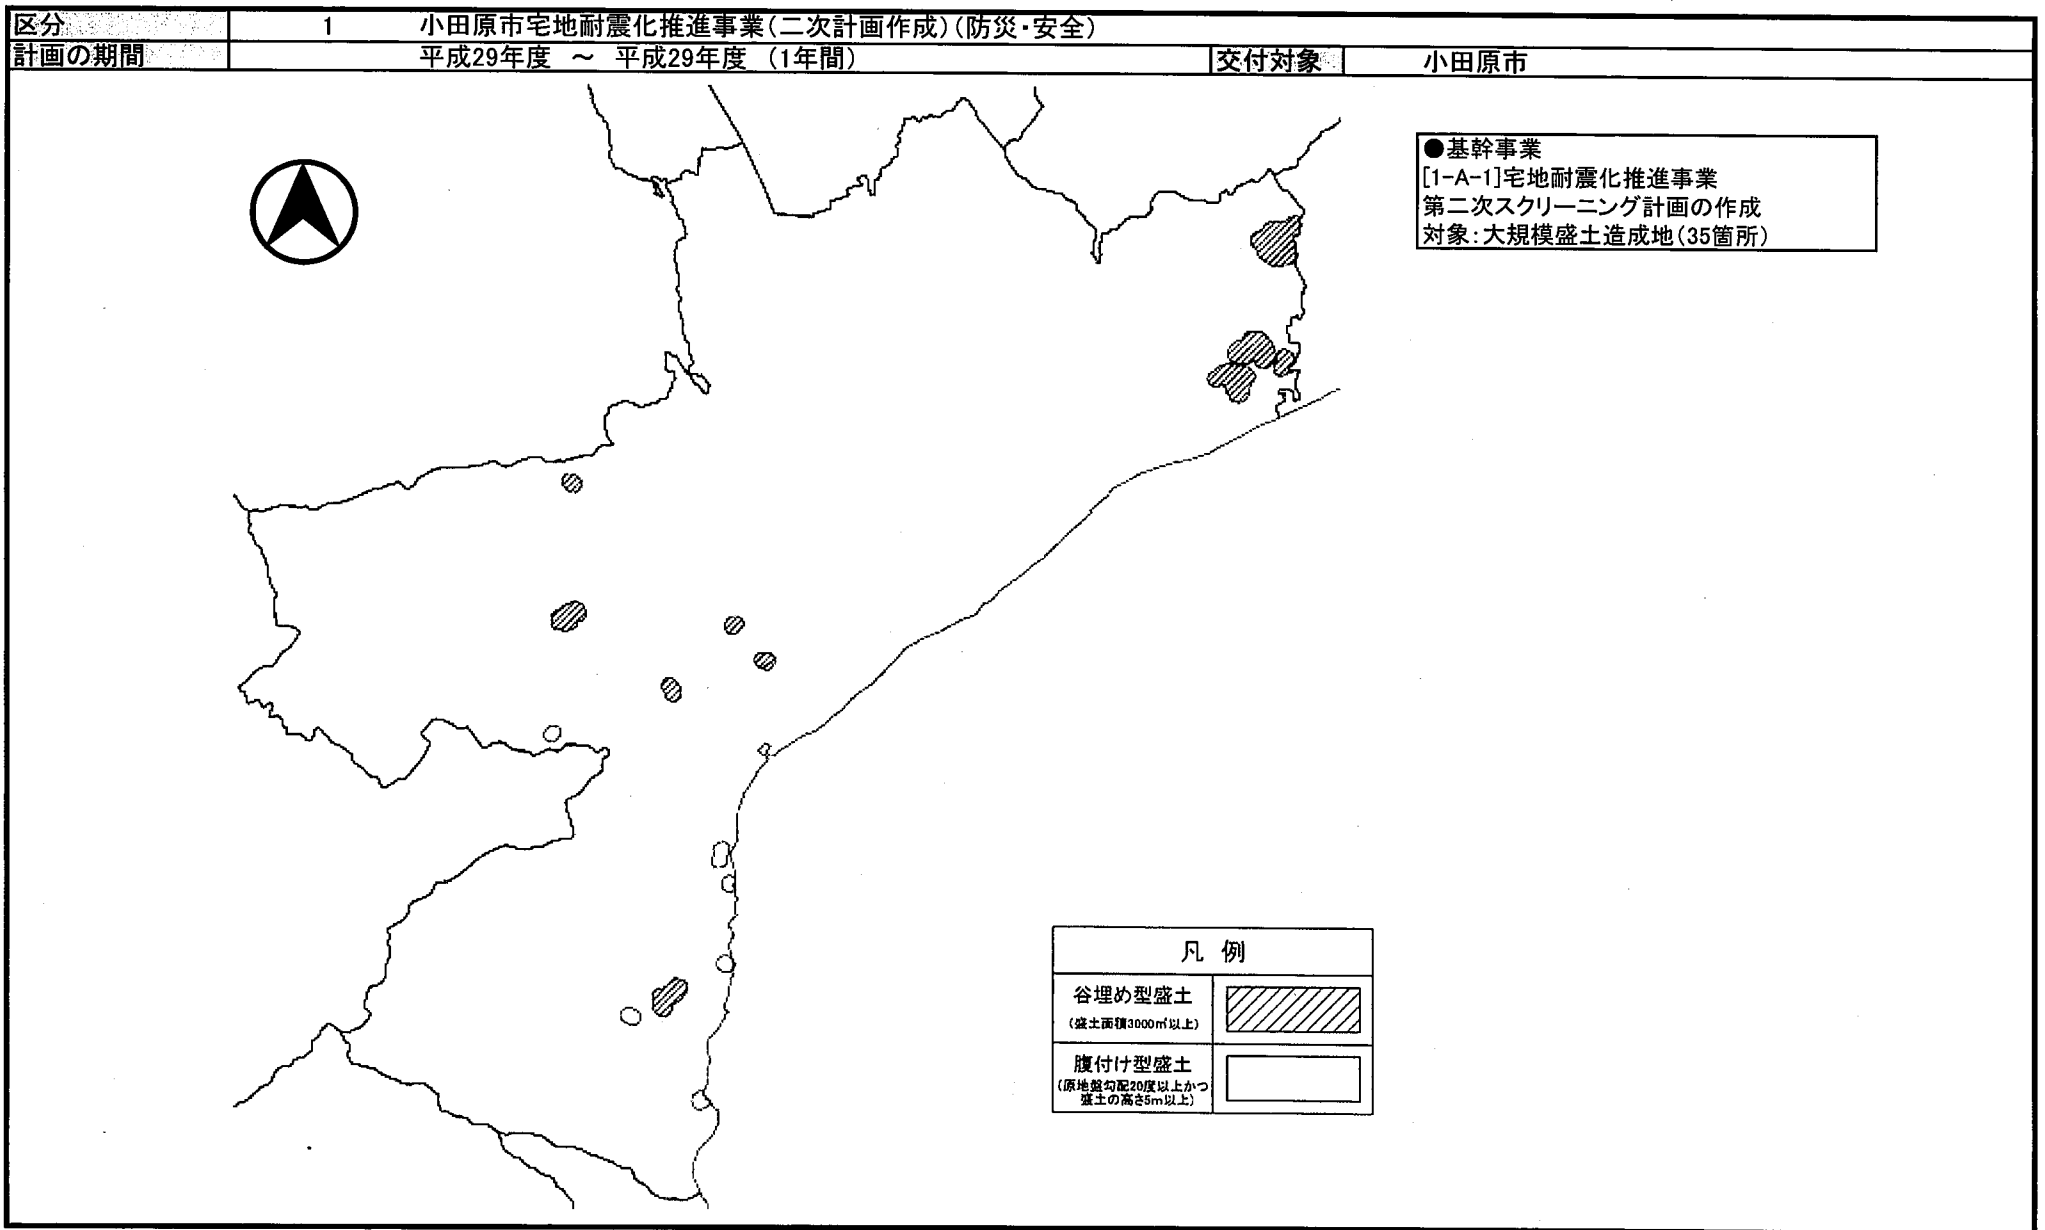 区分 1 小田原市宅地耐震化推進事業(二次計画作成)(防災・安全)
計画の期間 平成29年度 ～ 平成29年度 (1年間) 交付対象 小田原市
●基幹事業
[1-A-1]宅地耐震化推進事業
第二次スクリーニング計画の作成
対象:大規模盛土造成地(35箇所)
凡 例
谷埋め型盛土
(盛土面積3000㎡以上)
腹付け型盛土
(原地盤勾配20度以上かつ
盛土の高さ5m以上)